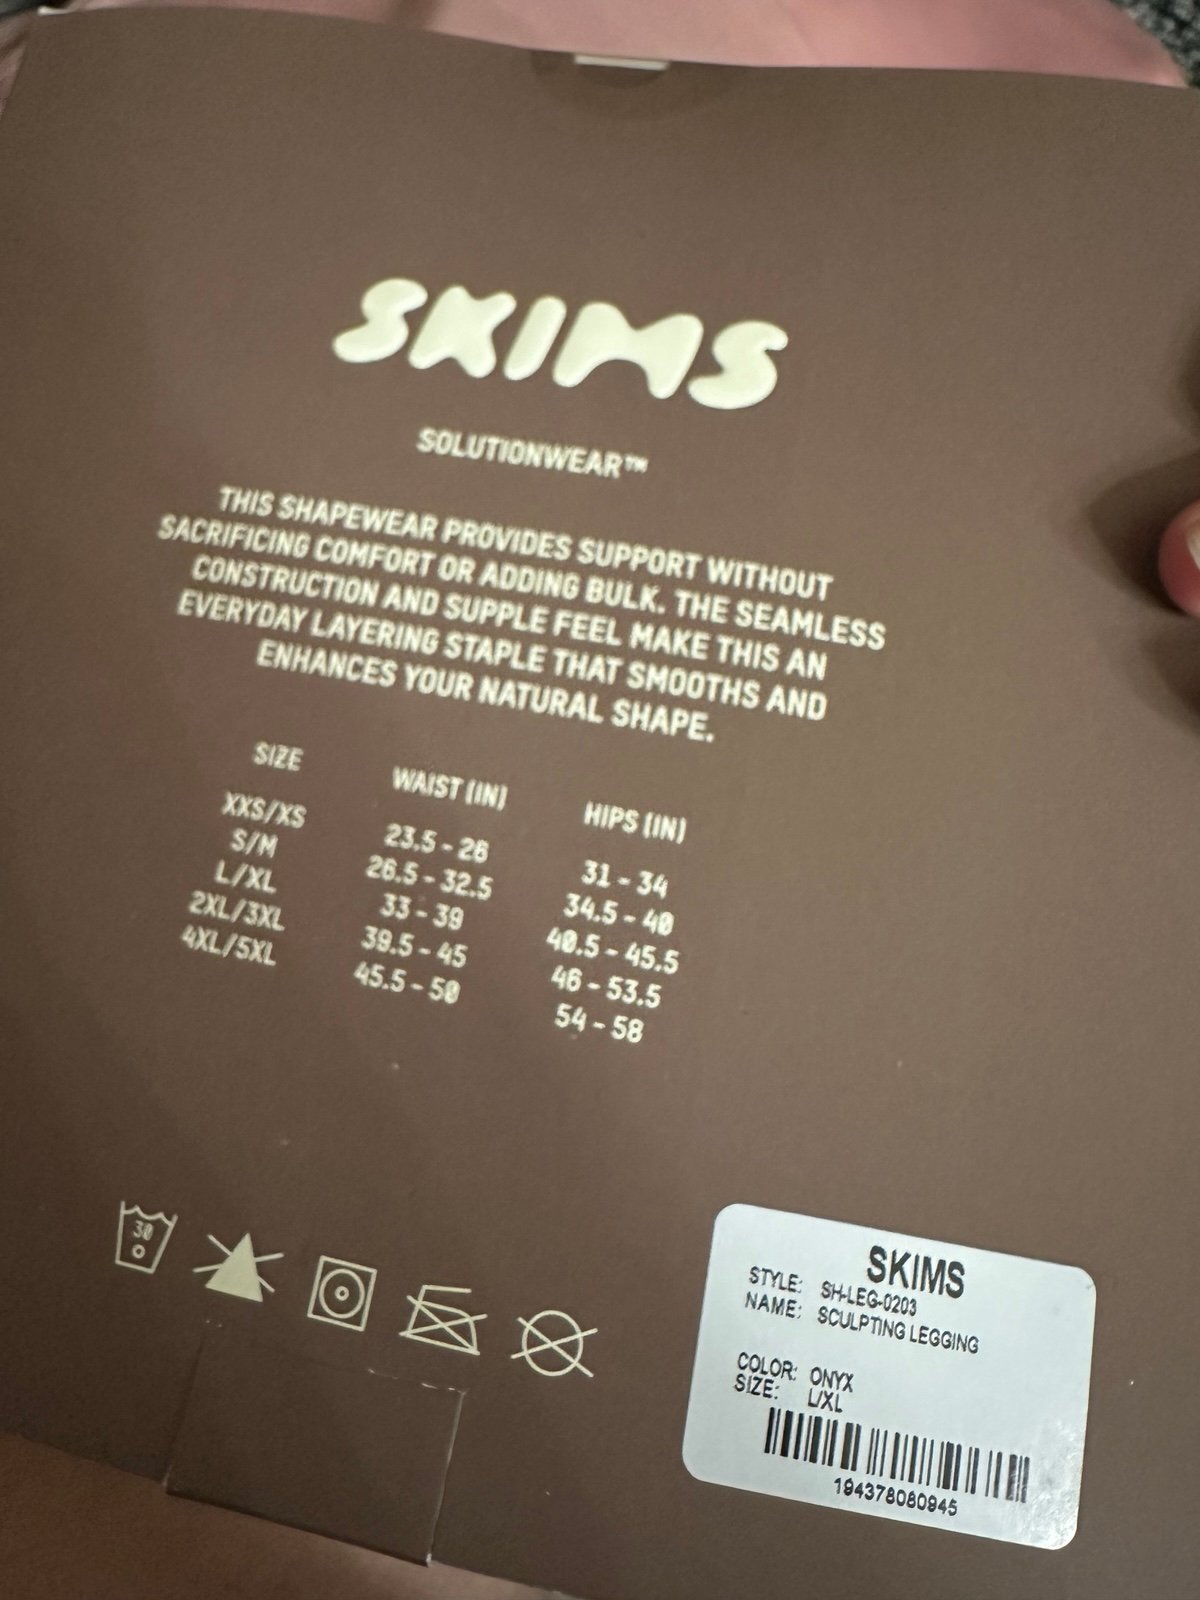 SKIMS
SOLUTIONWEAR™
THIS SHAPEWEAR PROVIDES SUPPORT WITHOUT
SACRIFICING COMFORT OR ADDING BULK. THE SEAMLESS
CONSTRUCTION AND SUPPLE FEEL MAKE THIS AN
EVERYDAY LAYERING STAPLE THAT SMOOTHS AND
ENHANCES YOUR NATURAL SHAPE.
SIZE WAIST (IN) HIPS (IN)
XXS/XS 23.5 - 26 31 - 34
S/M 26.5 - 32.5 34.5 - 40
L/XL 33 - 39 40.5 - 45.5
2XL/3XL 39.5 - 45 46 - 53.5
4XL/5XL 45.5 - 50 54 - 58
30
SKIMS
STYLE: SH-LEG-0203
NAME: SCULPTING LEGGING
COLOR: ONYX
SIZE: L/XL
194378080945